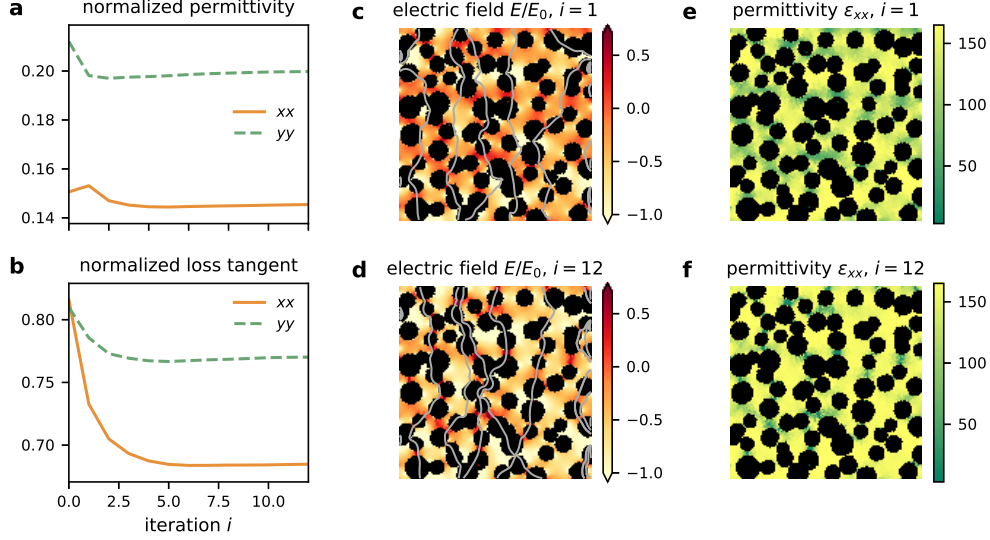 a normalized permittivity
0.20
0.18
0.16
0.14
xx
yy
b normalized loss tangent
0.80
0.75
0.70
xx
yy
0.0 2.5 5.0 7.5 10.0
iteration i
c electric field E/E₀, i = 1
0.5
0.0
−0.5
−1.0
d electric field E/E₀, i = 12
0.5
0.0
−0.5
−1.0
e permittivity εₓₓ, i = 1
150
100
50
f permittivity εₓₓ, i = 12
150
100
50